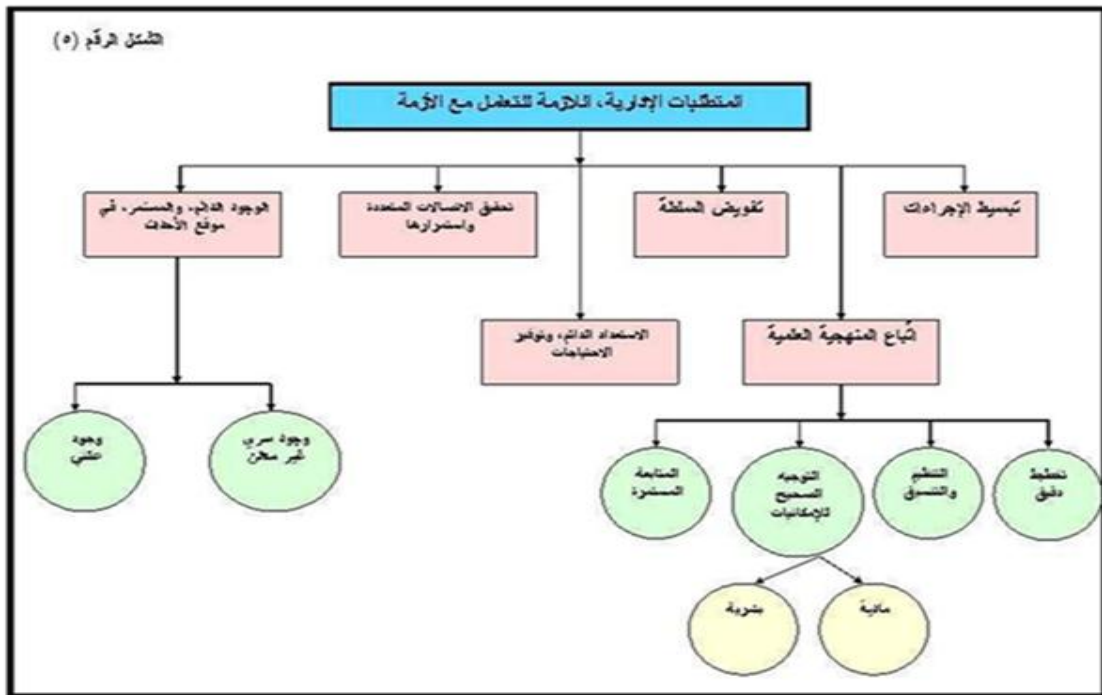 الشكل الرقم (٥)
المتطلبات الإدارية، اللازمة للتعامل مع الأزمة
تبسيط الإجراءات
تفويض السلطة
تحقيق الاتصالات المتعددة
واستمرارها
الوجود الدائم، والمستمر، في
موقع الأحداث
اتباع المنهجية العلمية
الاستعداد الدائم، وتوفير
الاحتياجات
تخطيط
دقيق
التنظيم
والتنسيق
التوجيه
الصحيح
للإمكانيات
المتابعة
المستمرة
وجود سري
غير معلن
وجود
علني
مادية
بشرية